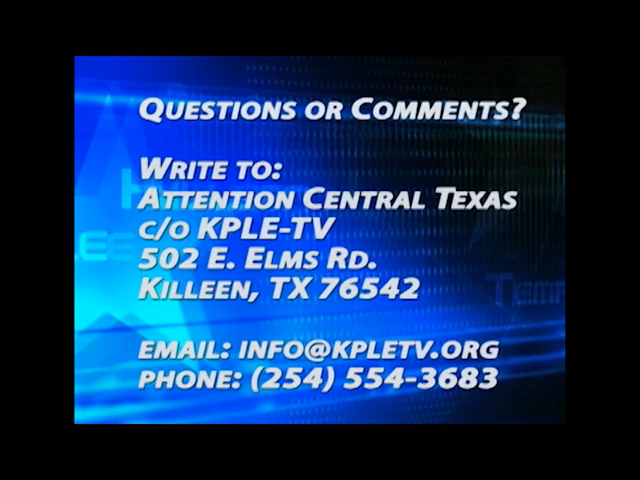 Questions or Comments?
Write to:
Attention Central Texas
c/o KPLE-TV
502 E. Elms Rd.
Killeen, TX 76542
email: info@kpletv.org
phone: (254) 554-3683